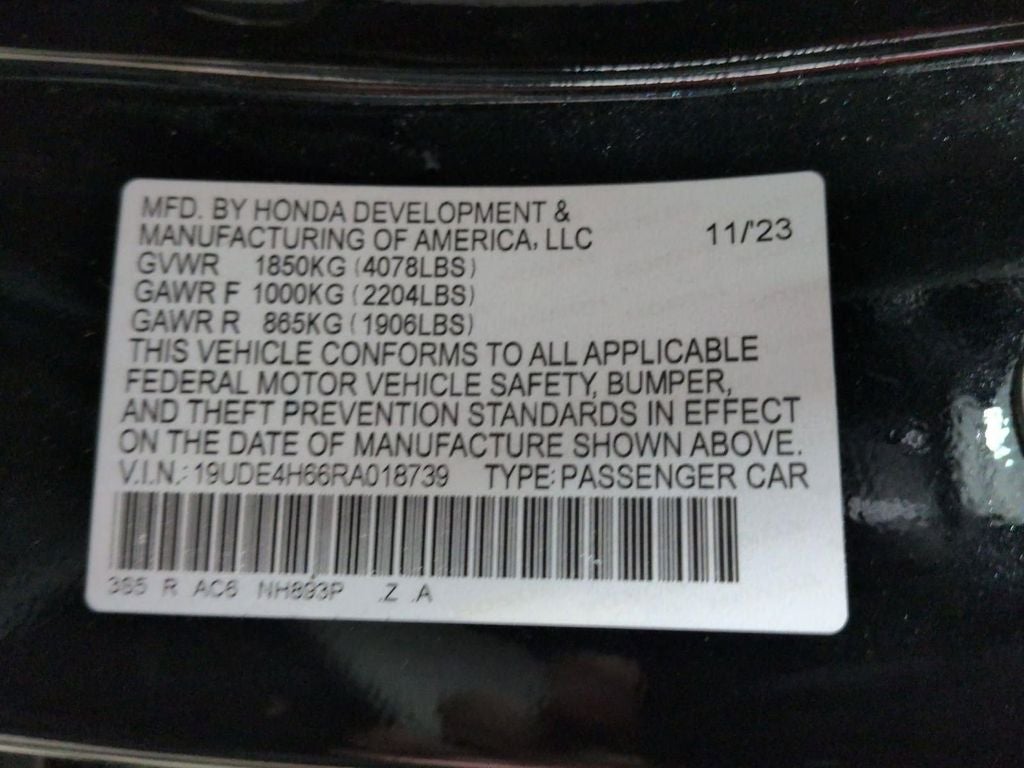 MFD. BY HONDA DEVELOPMENT &
MANUFACTURING OF AMERICA, LLC 11/'23
GVWR 1850KG (4078LBS)
GAWR F 1000KG (2204LBS)
GAWR R 865KG (1906LBS)
THIS VEHICLE CONFORMS TO ALL APPLICABLE
FEDERAL MOTOR VEHICLE SAFETY, BUMPER,
AND THEFT PREVENTION STANDARDS IN EFFECT
ON THE DATE OF MANUFACTURE SHOWN ABOVE.
V.I.N.: 19UDE4H66RA018739 TYPE: PASSENGER CAR
365 R AC6 NH893P .Z .A